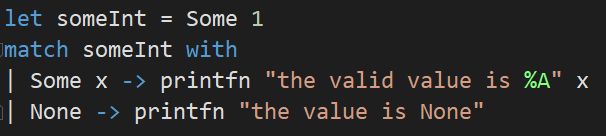 let someInt = Some 1
match someInt with
| Some x -> printfn "the valid value is %A" x
| None -> printfn "the value is None"